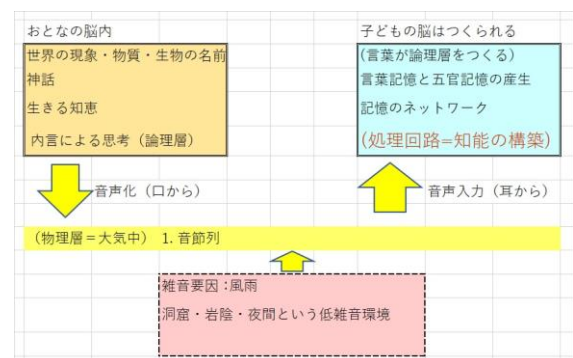 おとなの脳内
世界の現象・物質・生物の名前
神話
生きる知恵
内言による思考（論理層）
子どもの脳はつくられる
(言葉が論理層をつくる)
言葉記憶と五官記憶の産生
記憶のネットワーク
(処理回路=知能の構築)
音声化（口から）
音声入力（耳から）
（物理層＝大気中） 1. 音節列
雑音要因：風雨
洞窟・岩陰・夜間という低雑音環境